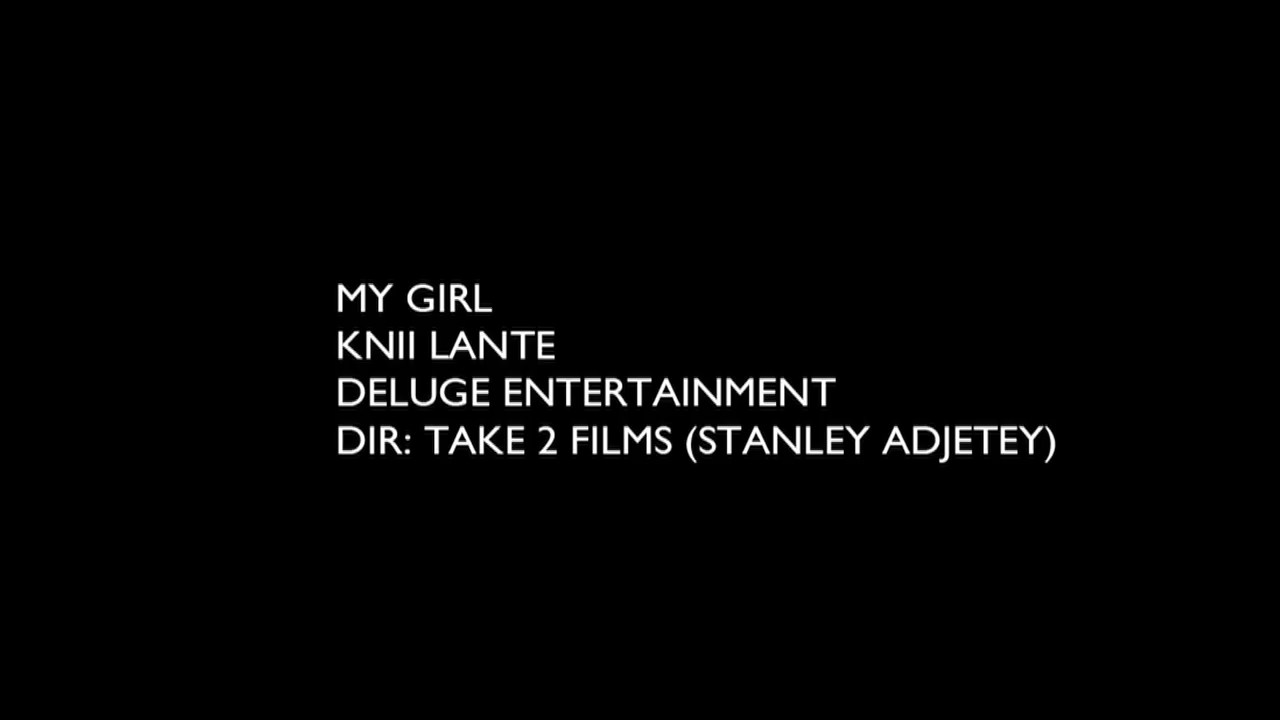 MY GIRL
KNII LANTE
DELUGE ENTERTAINMENT
DIR: TAKE 2 FILMS (STANLEY ADJETEY)